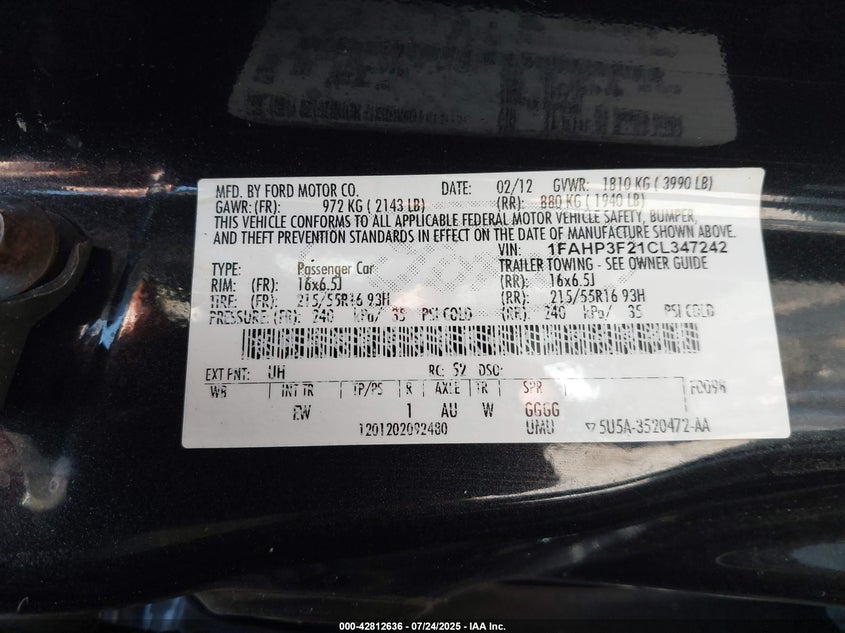 MFD. BY FORD MOTOR CO. DATE: 02/12 GVWR: 1810 KG ( 3990 LB)
GAWR: (FR): 972 KG ( 2143 LB) (RR): 880 KG ( 1940 LB)
THIS VEHICLE CONFORMS TO ALL APPLICABLE FEDERAL MOTOR VEHICLE SAFETY, BUMPER,
AND THEFT PREVENTION STANDARDS IN EFFECT ON THE DATE OF MANUFACTURE SHOWN ABOVE.
VIN: 1FAHP3F21CL347242
TYPE: Passenger Car TRAILER TOWING - SEE OWNER GUIDE
RIM: (FR): 16x6.5J (RR): 16x6.5J
TIRE: (FR): 215/55R16 93H (RR): 215/55R16 93H
PRESSURE: (FR): 240 kPa/ 35 PSI COLD (RR): 240 kPa/ 35 PSI COLD
EXT PNT: UH RC: 52 DSO:
WB INT TR TP/PS R AXLE TR SPR
EW 1 AU W GGGG
1201202092480 UMU ▽5U5A-3520472-AA
000-42812636 - 07/24/2025 - IAA Inc.